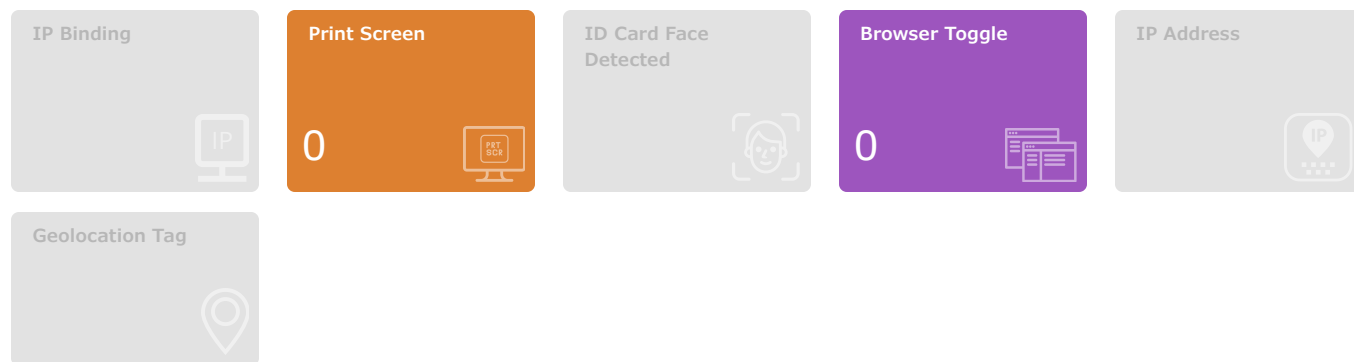 IP Binding
Print Screen
ID Card Face
Detected
Browser Toggle
IP Address
IP
0
PRT
SCR
0
IP
Geolocation Tag